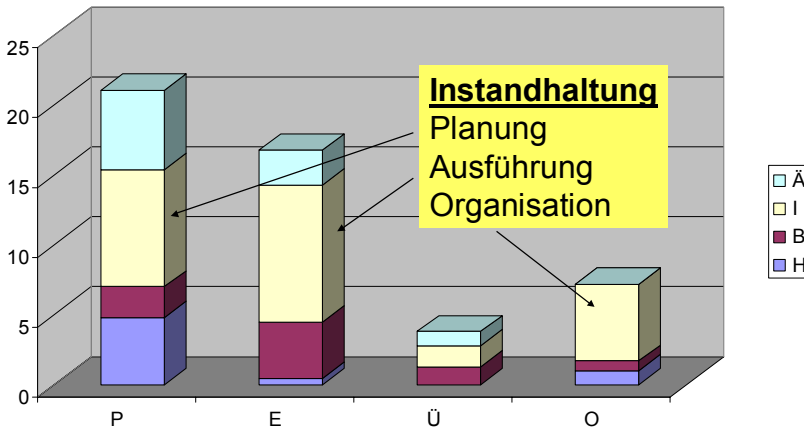 25
20
15
10
5
0
Instandhaltung
Planung
Ausführung
Organisation
P E Ü O
Ä
I
B
H